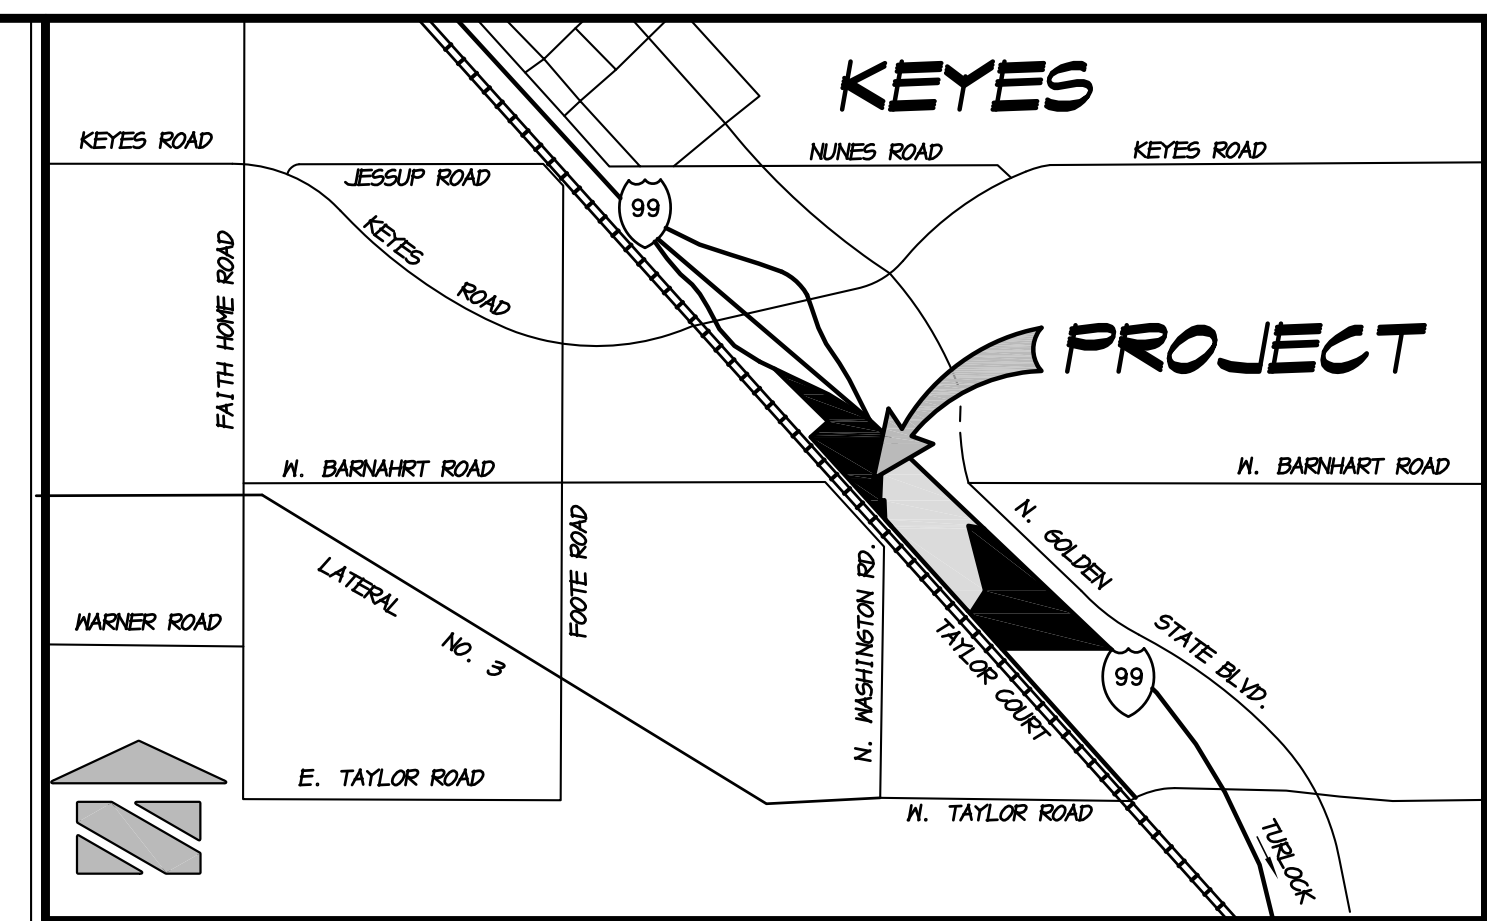 KEYES
KEYES ROAD
NUNES ROAD
KEYES ROAD
JESSUP ROAD
99
KEYES ROAD
FAITH HOME ROAD
PROJECT
W. BARNAHRT ROAD
W. BARNHART ROAD
N. GOLDEN STATE BLVD.
FOOTE ROAD
LATERAL NO. 3
N. WASHINGTON RD.
WARNER ROAD
TAYLOR COURT
99
E. TAYLOR ROAD
W. TAYLOR ROAD
TURLOCK